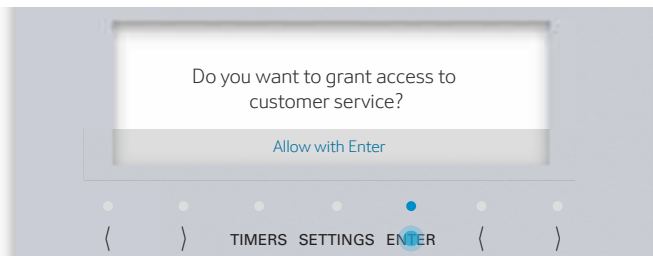 Do you want to grant access to
customer service?
Allow with Enter
⟨ ⟩ TIMERS SETTINGS ENTER ⟨ ⟩